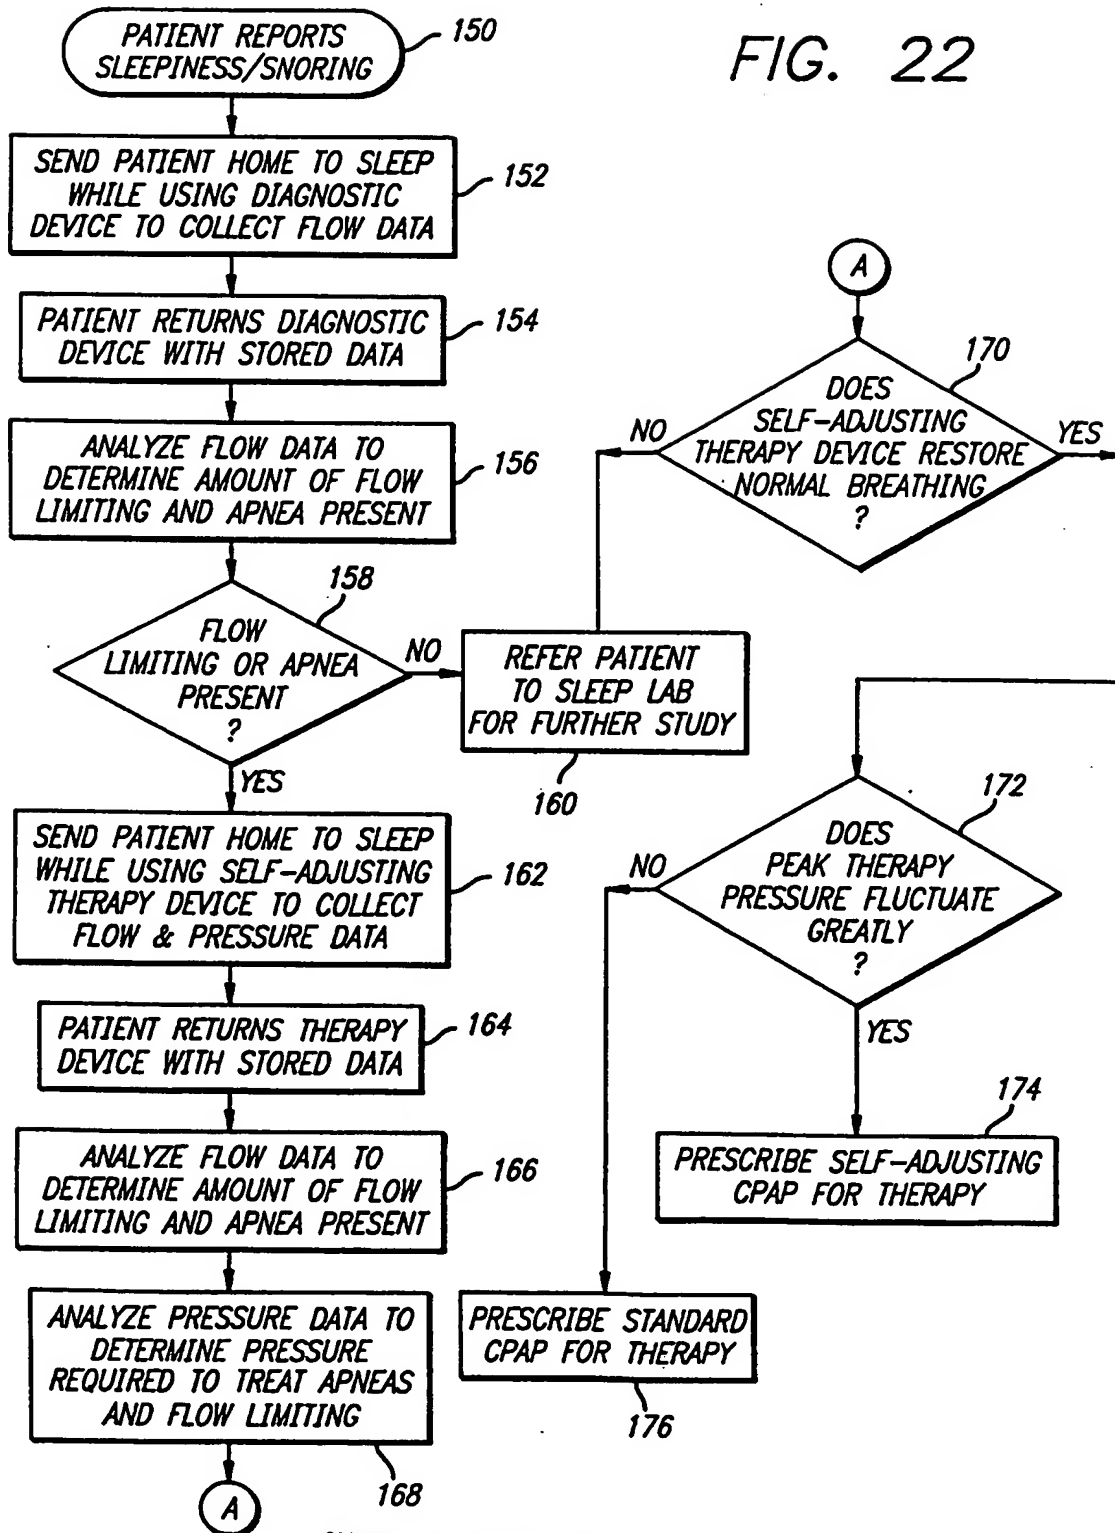 FIG. 22
PATIENT REPORTS
SLEEPINESS/SNORING
150
SEND PATIENT HOME TO SLEEP
WHILE USING DIAGNOSTIC
DEVICE TO COLLECT FLOW DATA
152
PATIENT RETURNS DIAGNOSTIC
DEVICE WITH STORED DATA
154
ANALYZE FLOW DATA TO
DETERMINE AMOUNT OF FLOW
LIMITING AND APNEA PRESENT
156
FLOW
LIMITING OR APNEA
PRESENT
?
158
NO
YES
REFER PATIENT
TO SLEEP LAB
FOR FURTHER STUDY
160
SEND PATIENT HOME TO SLEEP
WHILE USING SELF-ADJUSTING
THERAPY DEVICE TO COLLECT
FLOW & PRESSURE DATA
162
PATIENT RETURNS THERAPY
DEVICE WITH STORED DATA
164
ANALYZE FLOW DATA TO
DETERMINE AMOUNT OF FLOW
LIMITING AND APNEA PRESENT
166
ANALYZE PRESSURE DATA TO
DETERMINE PRESSURE
REQUIRED TO TREAT APNEAS
AND FLOW LIMITING
168
A
A
DOES
SELF-ADJUSTING
THERAPY DEVICE RESTORE
NORMAL BREATHING
?
170
NO
YES
DOES
PEAK THERAPY
PRESSURE FLUCTUATE
GREATLY
?
172
NO
YES
PRESCRIBE SELF-ADJUSTING
CPAP FOR THERAPY
174
PRESCRIBE STANDARD
CPAP FOR THERAPY
176